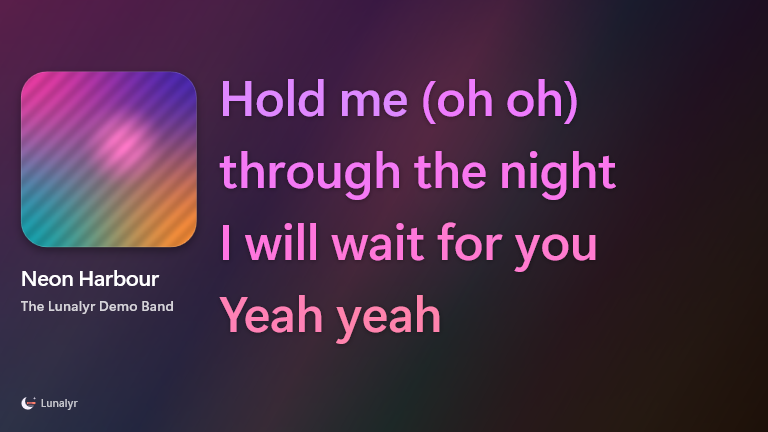 Hold me (oh oh)
through the night
I will wait for you
Yeah yeah
Neon Harbour
The Lunalyr Demo Band
Lunalyr